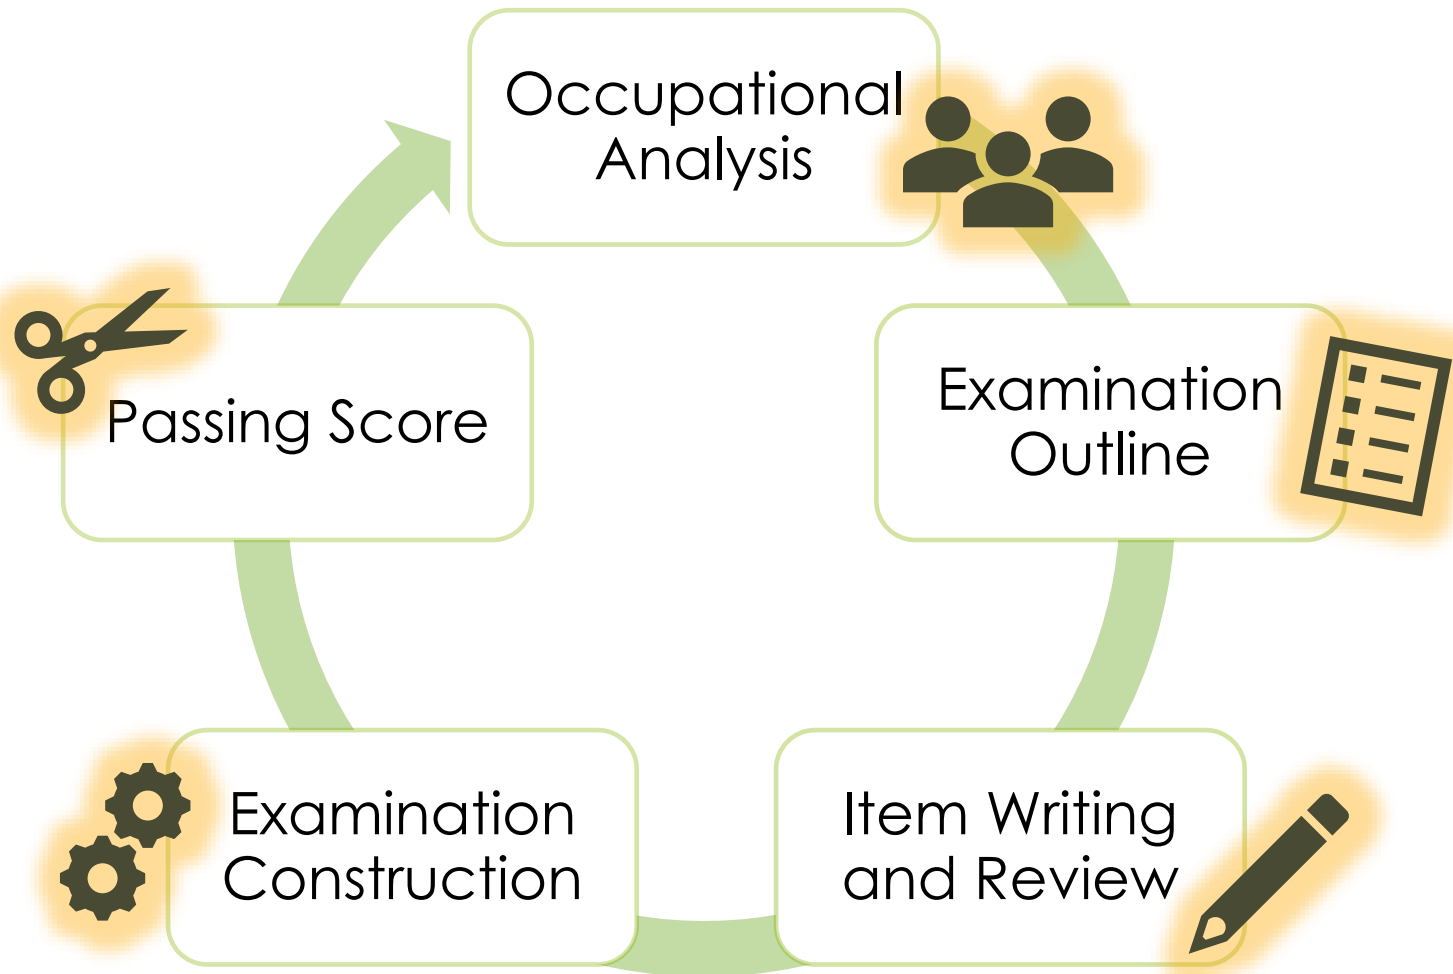 Occupational
Analysis
Examination
Outline
Item Writing
and Review
Examination
Construction
Passing Score